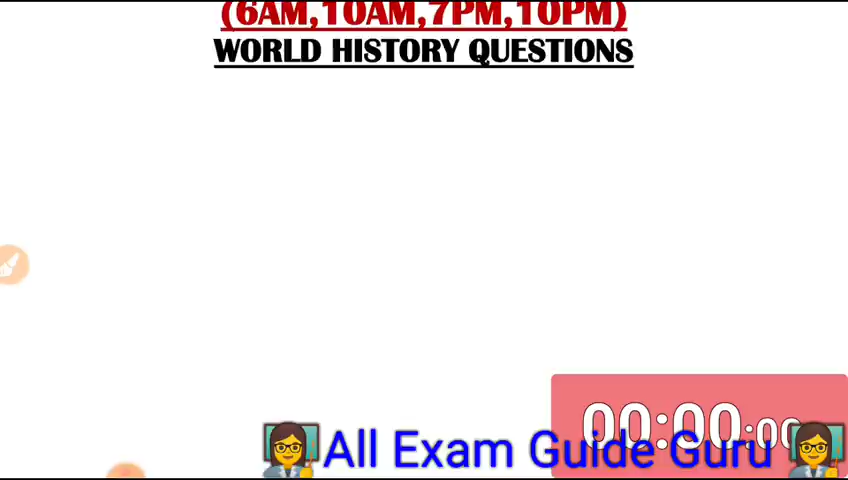 (6AM,10AM,7PM,10PM)
WORLD HISTORY QUESTIONS
00:00:00
All Exam Guide Guru